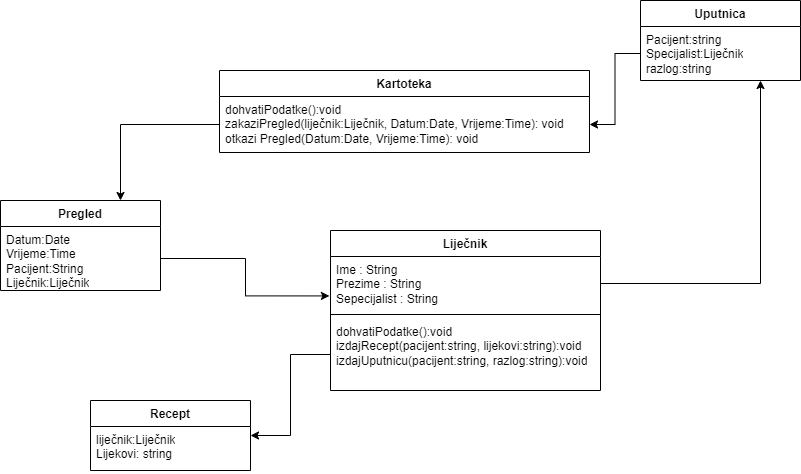 Uputnica
Pacijent:string
Specijalist:Liječnik
razlog:string
Kartoteka
dohvatiPodatke():void
zakaziPregled(liječnik:Liječnik, Datum:Date, Vrijeme:Time): void
otkazi Pregled(Datum:Date, Vrijeme:Time): void
Pregled
Datum:Date
Vrijeme:Time
Pacijent:String
Liječnik:Liječnik
Liječnik
Ime : String
Prezime : String
Sepecijalist : String
dohvatiPodatke():void
izdajRecept(pacijent:string, lijekovi:string):void
izdajUputnicu(pacijent:string, razlog:string):void
Recept
liječnik:Liječnik
Lijekovi: string